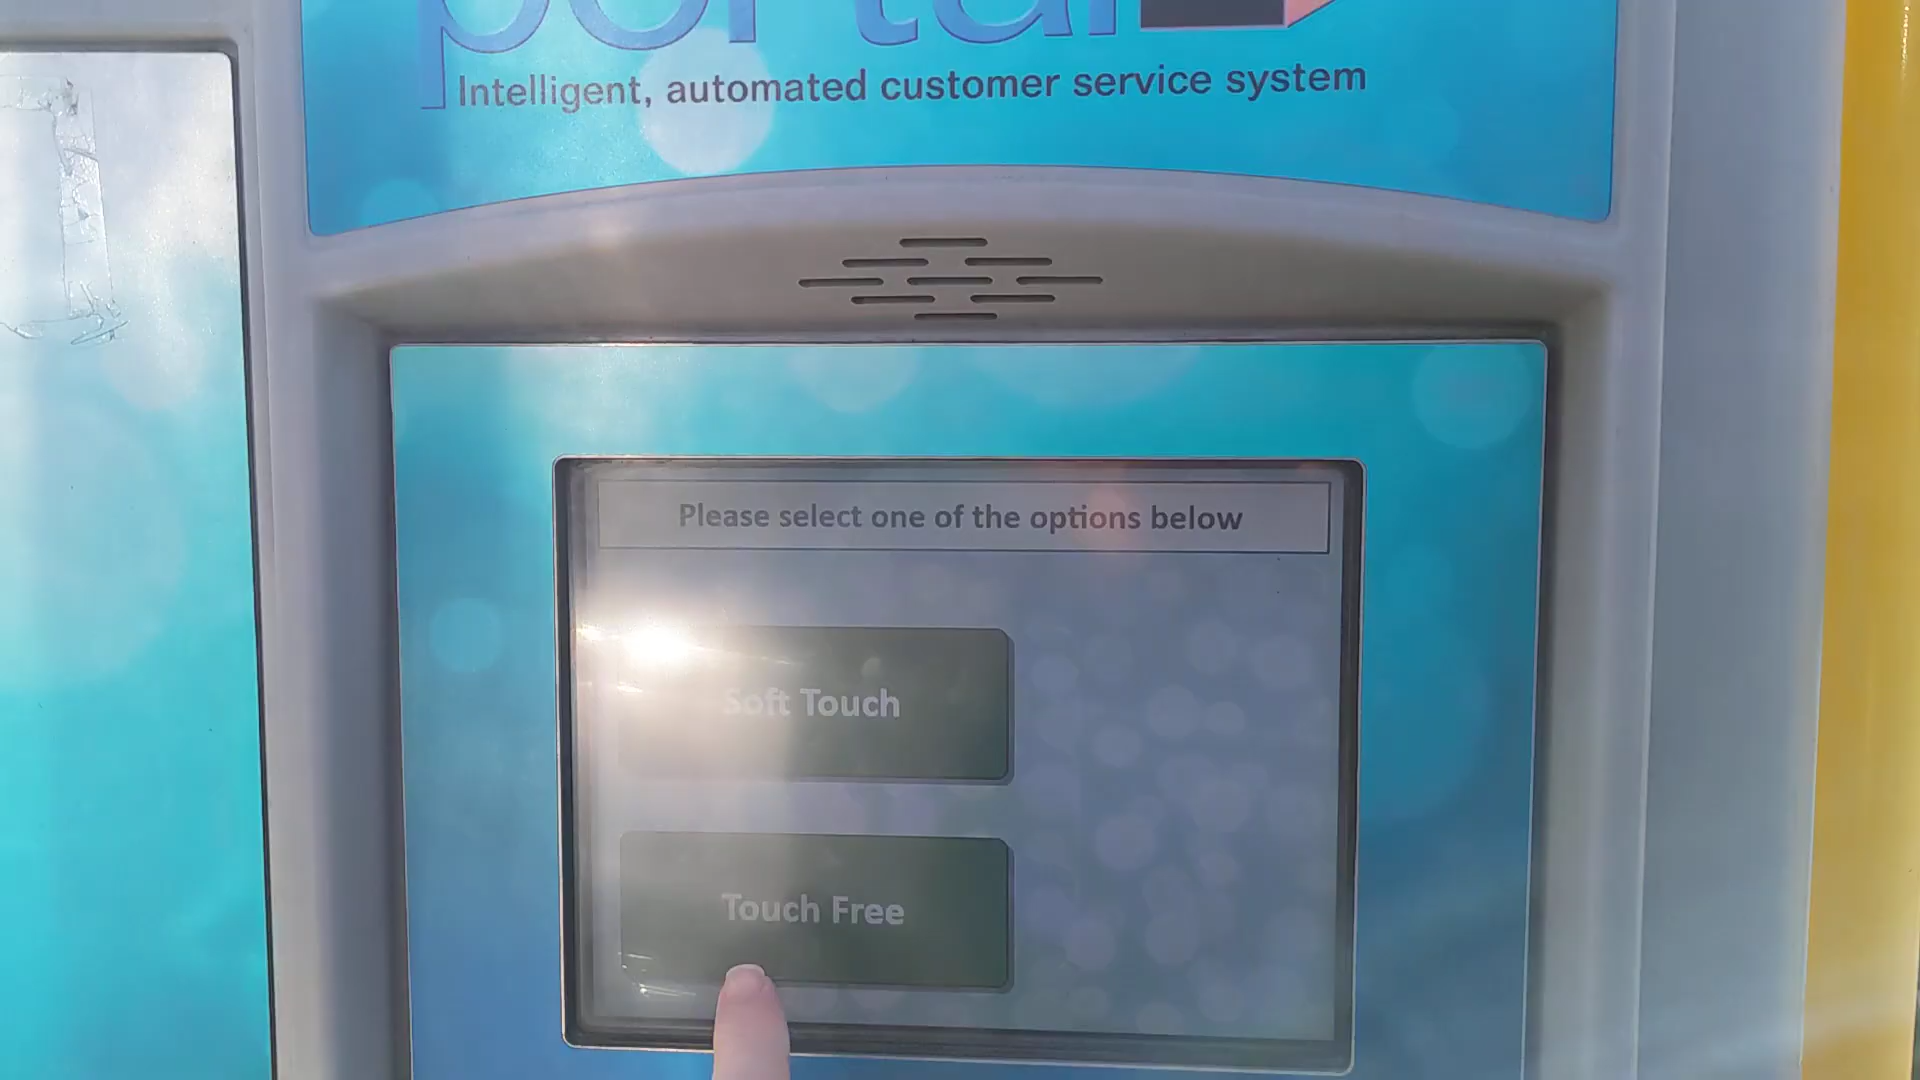 portal
Intelligent, automated customer service system
Please select one of the options below
Soft Touch
Touch Free